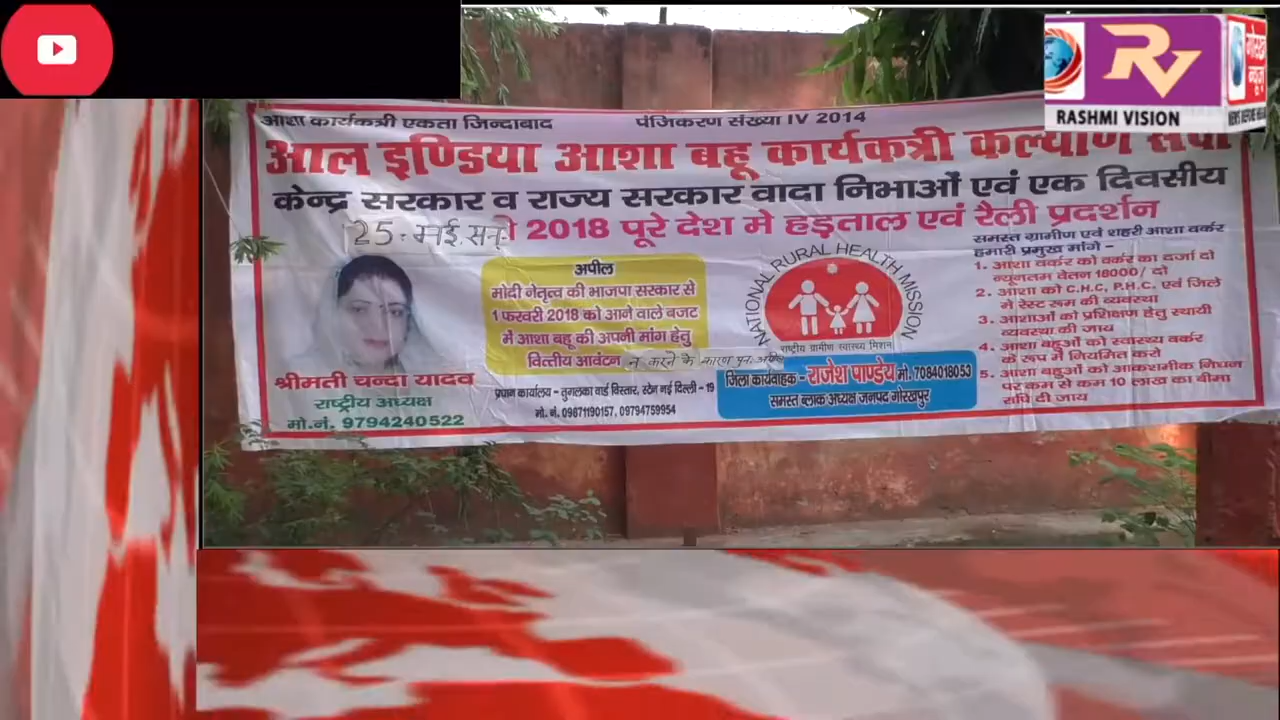 आशा कार्यकत्री एकता जिन्दाबाद
पंजिकरण संख्या IV 2014
आल इण्डिया आशा बहू कार्यकत्री कल्याण
केन्द्र सरकार व राज्य सरकार वादा निभाओं एवं एक दिवसीय
25 मई सन् 2018 पूरे देश मे हड़ताल एवं रैली प्रदर्शन
श्रीमती चन्दा यादव
राष्ट्रीय अध्यक्ष
मो.नं. 9794240522
अपील
मोदी नेतृत्व की भाजपा सरकार से
1 फरवरी 2018 को आने वाले बजट
में आशा बहू की अपनी मांग हेतु
वित्तीय आवंटन न करने के कारण पुनः
प्रधान कार्यालय - तुगलका वार्ड विस्तार, स्टेन नई दिल्ली - 19
मो. नं. 09871190157, 09794759954
NATIONAL RURAL HEALTH MISSION
राष्ट्रीय ग्रामीण स्वास्थ्य मिशन
जिला कार्यवाहक - राजेश पाण्डेय मो. 7084018053
समस्त ब्लाक अध्यक्ष जनपद गोरखपुर
समस्त ग्रामीण एवं शहरी आशा वर्कर
हमारी प्रमुख मांगे -
1. आशा वर्कर को वर्कर का दर्जा दो
न्यूनतम वेतन 18000/ दो
2. आशा को C.H.C, P.H.C. एवं जिले
मे रेस्ट रूम की व्यवस्था
3. आशाओं को प्रशिक्षण हेतु स्थायी
व्यवस्था की जाय
4. आशा बहुओं को स्वास्थ्य वर्कर
के रूप में नियमित करो
5. आशा बहुओं को आकशमीक निधन
पर कम से कम 10 लाख का बीमा
राशि दी जाय
RV
RASHMI VISION